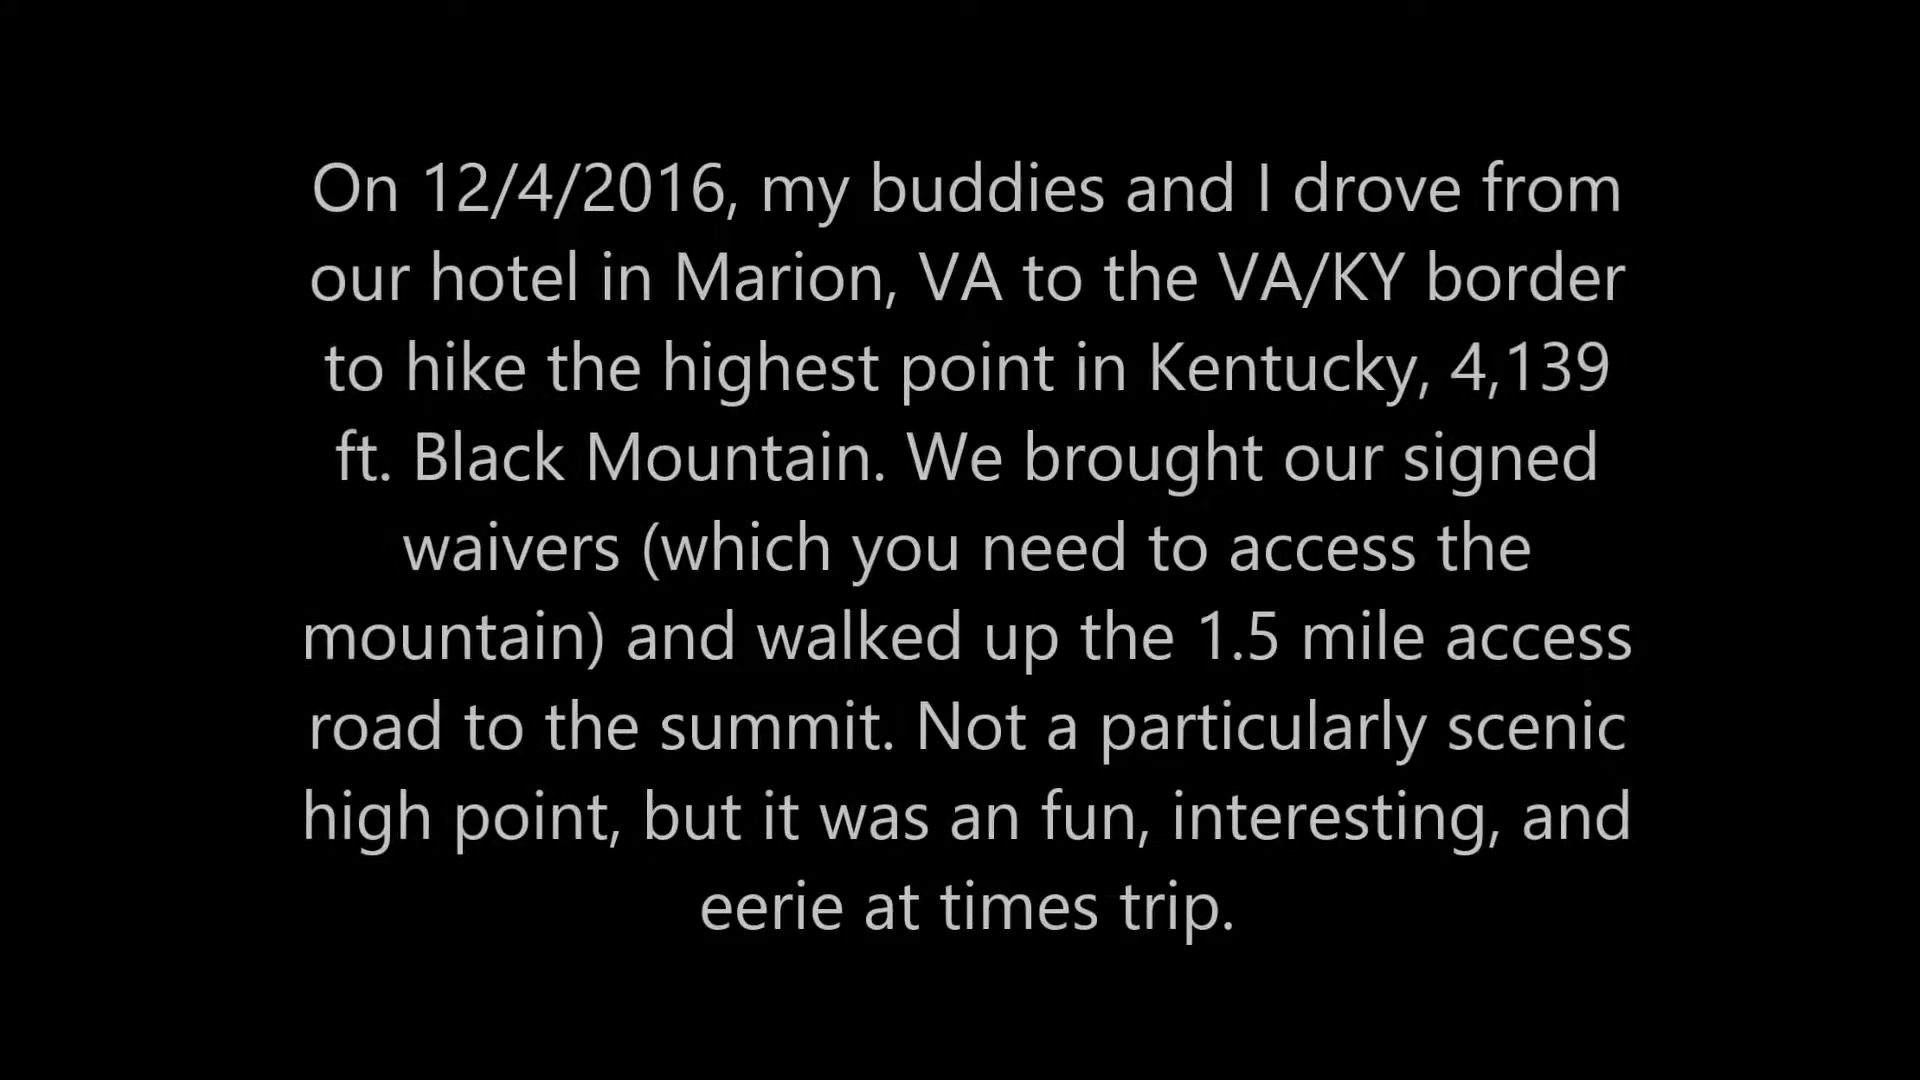 On 12/4/2016, my buddies and I drove from
our hotel in Marion, VA to the VA/KY border
to hike the highest point in Kentucky, 4,139
ft. Black Mountain. We brought our signed
waivers (which you need to access the
mountain) and walked up the 1.5 mile access
road to the summit. Not a particularly scenic
high point, but it was an fun, interesting, and
eerie at times trip.